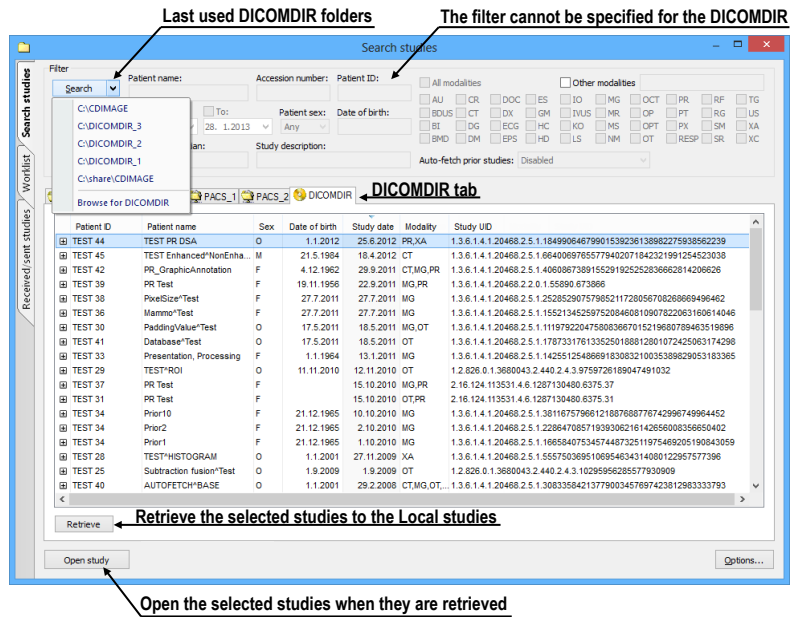 Last used DICOMDIR folders
The filter cannot be specified for the DICOMDIR
Search studies
Filter
Search
Patient name:
Accession number:
Patient ID:
All modalities
Other modalities
C:\CDIMAGE
C:\DICOMDIR_3
C:\DICOMDIR_2
C:\DICOMDIR_1
C:\share\CDIMAGE
Browse for DICOMDIR
To:
Patient sex:
Date of birth:
28. 1.2013
Any
Study description:
AU CR DOC ES IO MG OCT PR RF TG
BDUS CT DX GM IVUS MR OP PT RG US
BI DG ECG HC KO MS OPT PX SM XA
BMD DM EPS HD LS NM OT RESP SR XC
Auto-fetch prior studies: Disabled
Search studies
Worklist
Received/sent studies
PACS_1
PACS_2
DICOMDIR
DICOMDIR tab
Patient ID Patient name Sex Date of birth Study date Modality Study UID
TEST 44 TEST PR DSA O 1.1.2012 25.6.2012 PR,XA 1.3.6.1.4.1.20468.2.5.1.18499064679901539236138982275938562239
TEST 45 TEST Enhanced^NonEnha... M 21.5.1984 18.4.2012 CT 1.3.6.1.4.1.20468.2.5.1.66400697655779402071842321991254523038
TEST 42 PR_GraphicAnnotation F 4.12.1962 29.9.2011 CT,MG,PR 1.3.6.1.4.1.20468.2.5.1.4060867389155291925252836662814206626
TEST 39 PR Test F 19.11.1956 22.9.2011 MG,PR 1.3.6.1.4.1.20468.2.2.0.1.55890.673866
TEST 38 PixelSize^Test F 27.7.2011 27.7.2011 MG 1.3.6.1.4.1.20468.2.5.1.25285290757985211728056708268669496462
TEST 36 Mammo^Test F 27.7.2011 27.7.2011 MG 1.3.6.1.4.1.20468.2.5.1.155213452597520846081090782206316061​4046
TEST 30 PaddingValue^Test O 17.5.2011 18.5.2011 MG,OT 1.3.6.1.4.1.20468.2.5.1.111979220475808366701521968078946351​9896
TEST 41 Database^Test O 17.5.2011 18.5.2011 OT 1.3.6.1.4.1.20468.2.5.1.178733176133525018881280107242506317​4298
TEST 33 Presentation, Processing F 1.1.1964 13.1.2011 MG 1.3.6.1.4.1.20468.2.5.1.142551254866918308321003538982905318​3365
TEST 29 TEST^ROI O 11.11.2010 12.11.2010 OT 1.2.826.0.1.3680043.2.440.2.4.3.9759726189047491032
TEST 37 PR Test F 15.10.2010 MG,PR 2.16.124.113531.4.6.1287130480.6375.37
TEST 31 PR Test F 15.10.2010 OT,PR 2.16.124.113531.4.6.1287130480.6375.31
TEST 34 Prior10 F 21.12.1965 10.10.2010 MG 1.3.6.1.4.1.20468.2.5.1.38116757966121887688776742996749964452
TEST 34 Prior2 F 21.12.1965 2.10.2010 MG 1.3.6.1.4.1.20468.2.5.1.22864708571939306216142656008356650402
TEST 34 Prior1 F 21.12.1965 1.10.2010 MG 1.3.6.1.4.1.20468.2.5.1.166584075345744873251197546920519084​3059
TEST 28 TEST^HISTOGRAM O 1.1.2001 27.11.2009 XA 1.3.6.1.4.1.20468.2.5.1.55575036951069546343140801229575​77396
TEST 25 Subtraction fusion^Test O 1.9.2009 1.9.2009 OT 1.2.826.0.1.3680043.2.440.2.4.3.10295956285577930909
TEST 40 AUTOFETCH^BASE O 1.1.2001 29.2.2008 CT,MG,OT,... 1.3.6.1.4.1.20468.2.5.1.308335842137790034576974238129833337​93
Retrieve
Retrieve the selected studies to the Local studies
Open study
Options...
Open the selected studies when they are retrieved